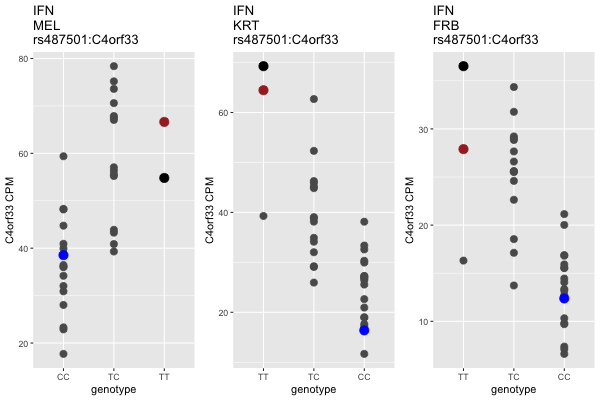 IFN
MEL
rs487501:C4orf33
80
60
40
20
C4orf33 CPM
CC TC TT
genotype
IFN
KRT
rs487501:C4orf33
60
40
20
C4orf33 CPM
TT TC CC
genotype
IFN
FRB
rs487501:C4orf33
30
20
10
C4orf33 CPM
TT TC CC
genotype